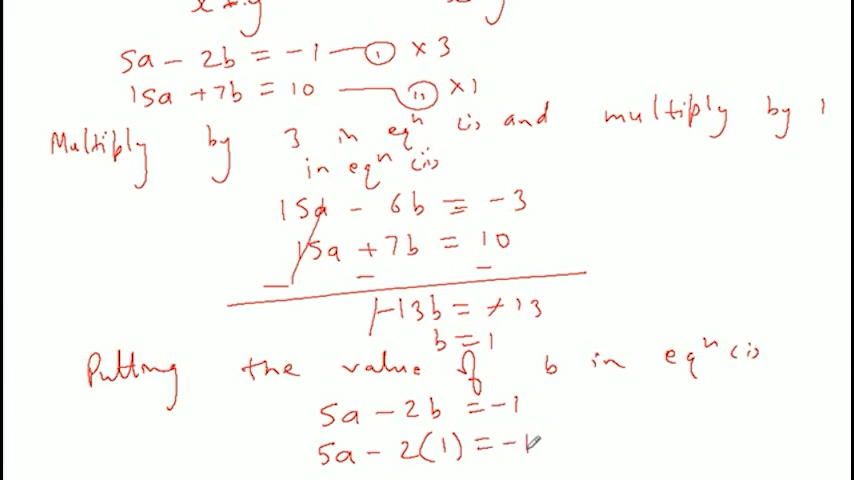 5a - 2b = -1 — (i) × 3
15a + 7b = 10 — (ii) × 1
Multiply by 3 in eqⁿ (i) and multiply by 1
in eqⁿ (ii)
15a - 6b = -3
15a + 7b = 10
- - -
-13b = -13
b = 1
Putting the value of b in eqⁿ (i)
5a - 2b = -1
5a - 2(1) = -1